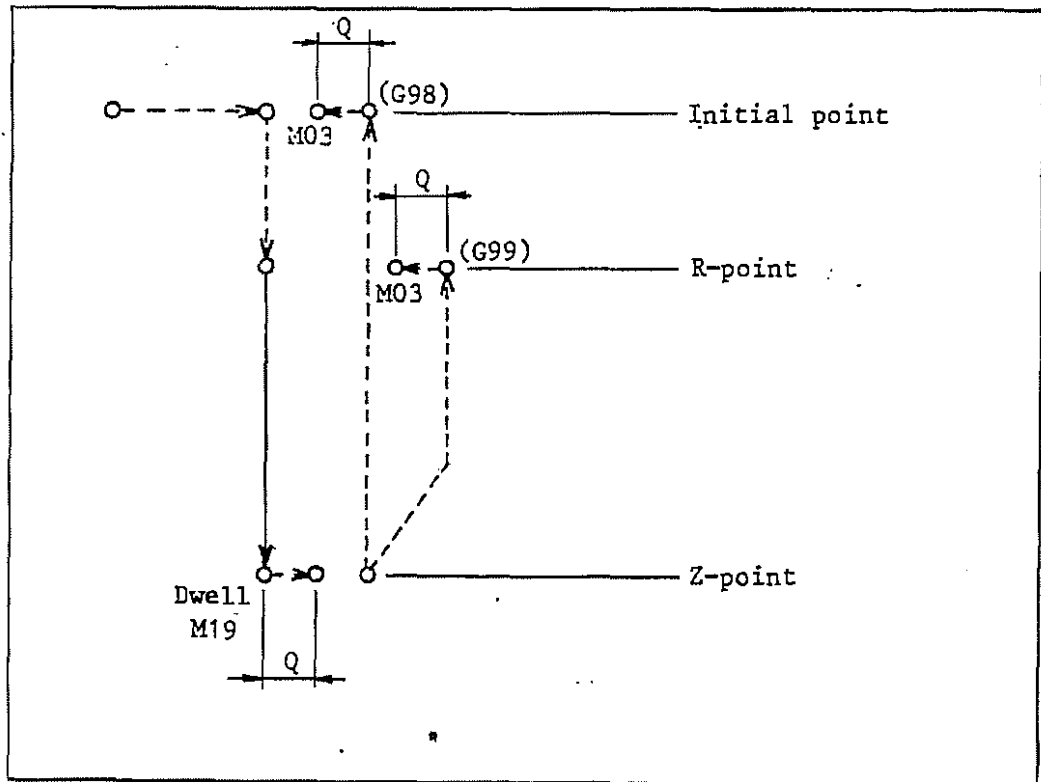 Q
(G98)
Initial point
M03
Q
(G99)
R-point
M03
Z-point
Dwell
M19
Q